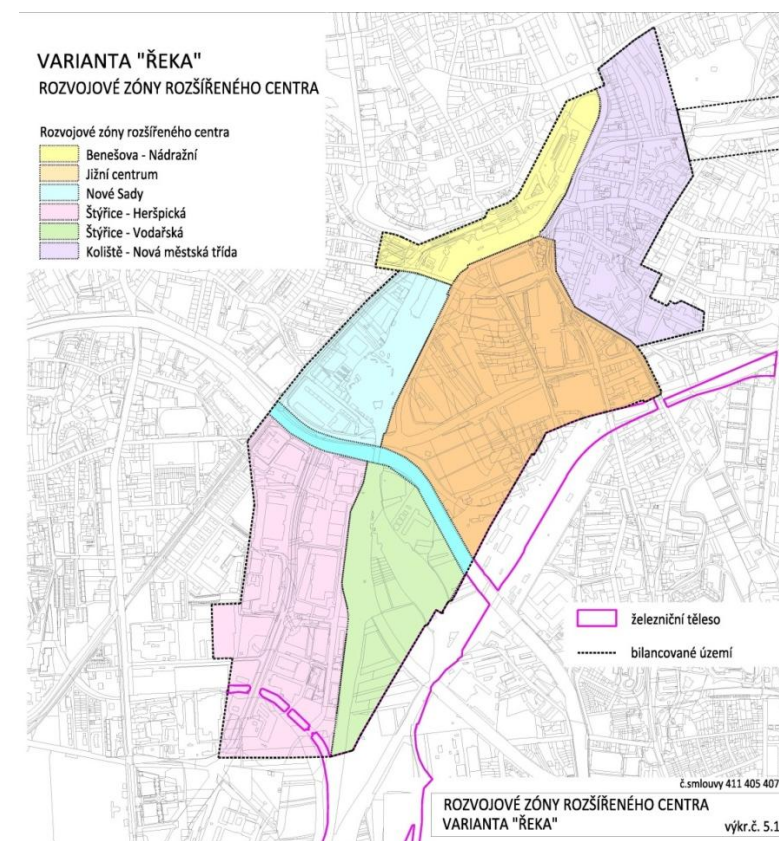 VARIANTA "ŘEKA"
ROZVOJOVÉ ZÓNY ROZŠÍŘENÉHO CENTRA
Rozvojové zóny rozšířeného centra
Benešova - Nádražní
Jižní centrum
Nové Sady
Štýřice - Heršpická
Štýřice - Vodařská
Koliště - Nová městská třída
železniční těleso
bilancované území
č.smlouvy 411 405 407
ROZVOJOVÉ ZÓNY ROZŠÍŘENÉHO CENTRA
VARIANTA "ŘEKA"
výkr.č. 5.1